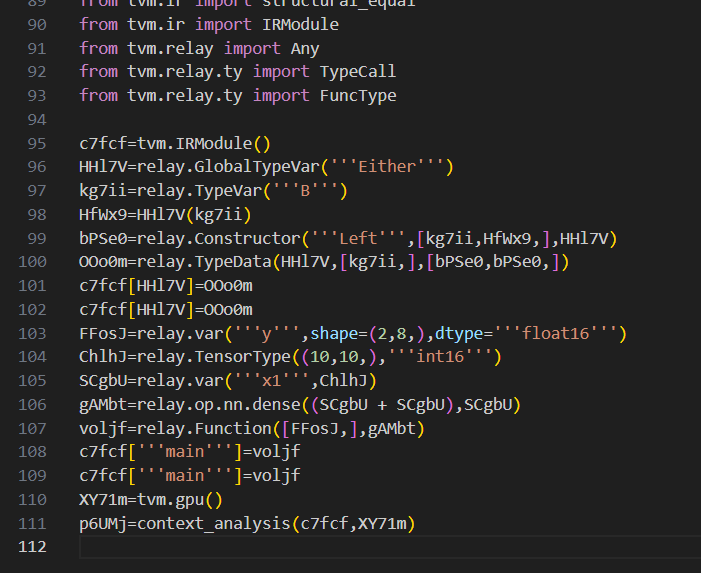 89 from tvm.ir import structural_equal
90 from tvm.ir import IRModule
91 from tvm.relay import Any
92 from tvm.relay.ty import TypeCall
93 from tvm.relay.ty import FuncType
94
95 c7fcf=tvm.IRModule()
96 HHl7V=relay.GlobalTypeVar('''Either''')
97 kg7ii=relay.TypeVar('''B''')
98 HfWx9=HHl7V(kg7ii)
99 bPSe0=relay.Constructor('''Left''',[kg7ii,HfWx9,],HHl7V)
100 OOo0m=relay.TypeData(HHl7V,[kg7ii,],[bPSe0,bPSe0,])
101 c7fcf[HHl7V]=OOo0m
102 c7fcf[HHl7V]=OOo0m
103 FFosJ=relay.var('''y''',shape=(2,8,),dtype='''float16''')
104 ChlhJ=relay.TensorType((10,10,),'''int16''')
105 SCgbU=relay.var('''x1''',ChlhJ)
106 gAMbt=relay.op.nn.dense((SCgbU + SCgbU),SCgbU)
107 voljf=relay.Function([FFosJ,],gAMbt)
108 c7fcf['''main''']=voljf
109 c7fcf['''main''']=voljf
110 XY71m=tvm.gpu()
111 p6UMj=context_analysis(c7fcf,XY71m)
112